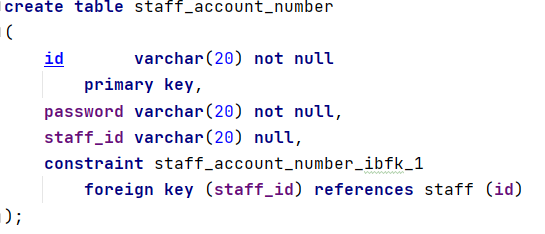 create table staff_account_number
(
    id       varchar(20) not null
        primary key,
    password varchar(20) not null,
    staff_id varchar(20) null,
    constraint staff_account_number_ibfk_1
        foreign key (staff_id) references staff (id)
);